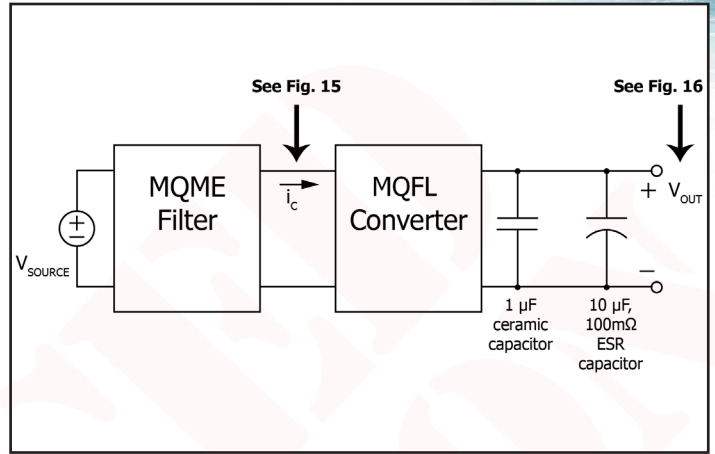 See Fig. 15
See Fig. 16
MQME
Filter
MQFL
Converter
i_C
+
V_OUT
+
−
V_SOURCE
−
1 µF
ceramic
capacitor
10 µF,
100mΩ
ESR
capacitor